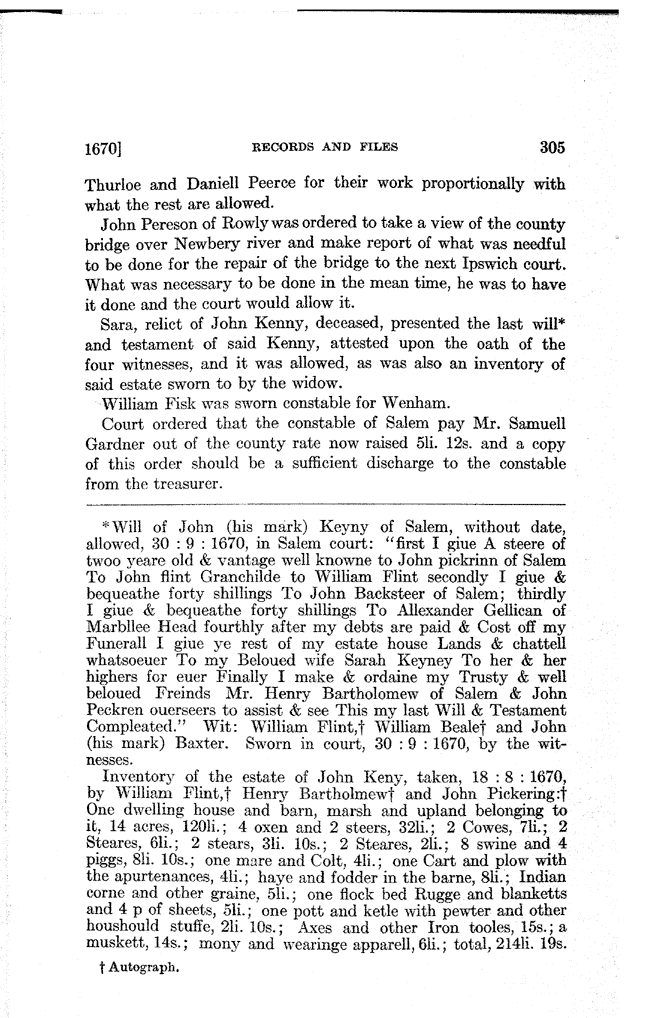 1670] RECORDS AND FILES 305
Thurloe and Daniell Peerce for their work proportionally with
what the rest are allowed.
John Pereson of Rowly was ordered to take a view of the county
bridge over Newbery river and make report of what was needful
to be done for the repair of the bridge to the next Ipswich court.
What was necessary to be done in the mean time, he was to have
it done and the court would allow it.
Sara, relict of John Kenny, deceased, presented the last will*
and testament of said Kenny, attested upon the oath of the
four witnesses, and it was allowed, as was also an inventory of
said estate sworn to by the widow.
William Fisk was sworn constable for Wenham.
Court ordered that the constable of Salem pay Mr. Samuell
Gardner out of the county rate now raised 5li. 12s. and a copy
of this order should be a sufficient discharge to the constable
from the treasurer.
*Will of John (his mark) Keyny of Salem, without date,
allowed, 30 : 9 : 1670, in Salem court: "first I giue A steere of
twoo yeare old & vantage well knowne to John pickrinn of Salem
To John flint Granchilde to William Flint secondly I giue &
bequeathe forty shillings To John Backsteer of Salem; thirdly
I giue & bequeathe forty shillings To Allexander Gellican of
Marbllee Head fourthly after my debts are paid & Cost off my
Funerall I giue ye rest of my estate house Lands & chattell
whatsoeuer To my Beloued wife Sarah Keyney To her & her
highers for euer Finally I make & ordaine my Trusty & well
beloued Freinds Mr. Henry Bartholomew of Salem & John
Peckren ouerseers to assist & see This my last Will & Testament
Compleated." Wit: William Flint,† William Beale† and John
(his mark) Baxter. Sworn in court, 30 : 9 : 1670, by the wit-
nesses.
Inventory of the estate of John Keny, taken, 18 : 8 : 1670,
by William Flint,† Henry Bartholmew† and John Pickering:†
One dwelling house and barn, marsh and upland belonging to
it, 14 acres, 120li.; 4 oxen and 2 steers, 32li.; 2 Cowes, 7li.; 2
Steares, 6li.; 2 stears, 3li. 10s.; 2 Steares, 2li.; 8 swine and 4
piggs, 8li. 10s.; one mare and Colt, 4li.; one Cart and plow with
the apurtenances, 4li.; haye and fodder in the barne, 8li.; Indian
corne and other graine, 5li.; one flock bed Rugge and blanketts
and 4 p of sheets, 5li.; one pott and ketle with pewter and other
houshould stuffe, 2li. 10s.; Axes and other Iron tooles, 15s.; a
muskett, 14s.; mony and wearinge apparell, 6li.; total, 214li. 19s.
† Autograph.